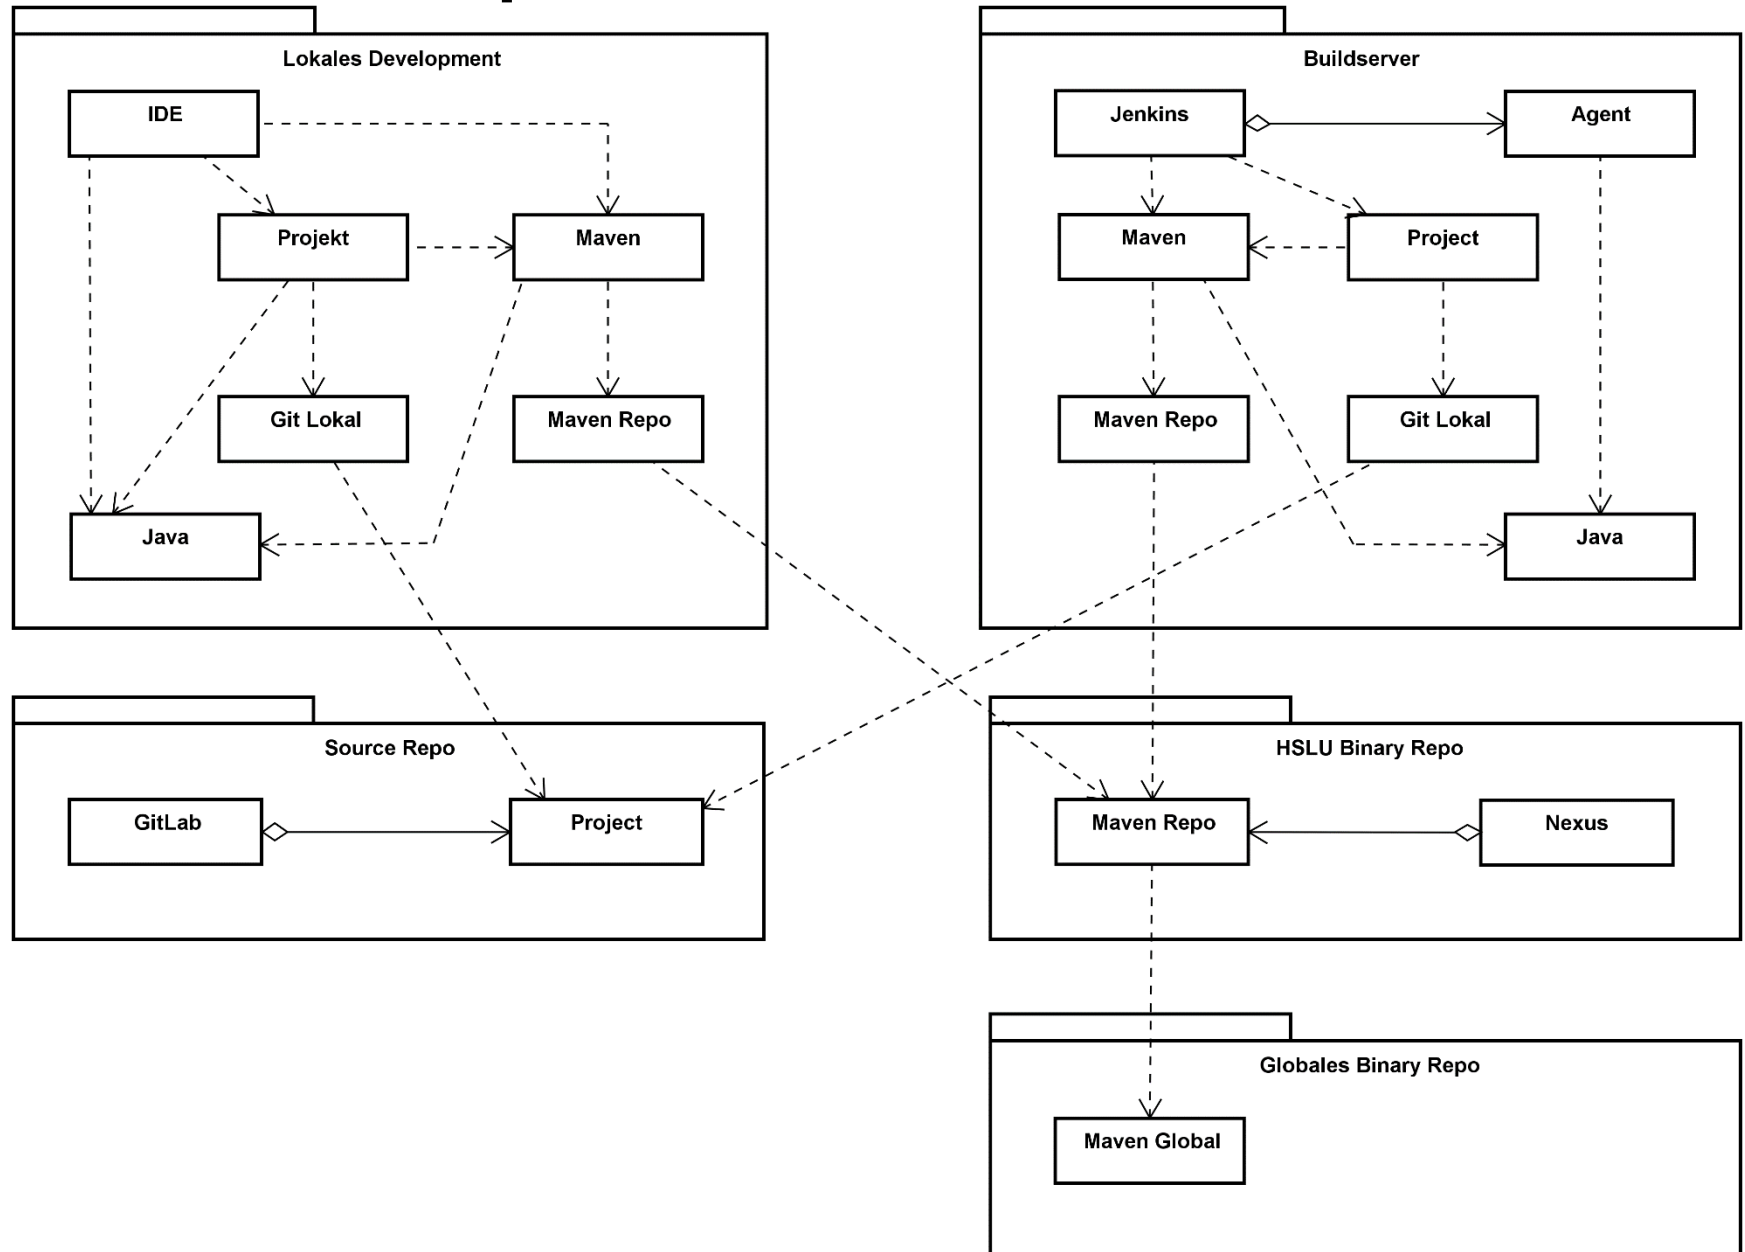 Lokales Development
IDE
Projekt
Maven
Git Lokal
Maven Repo
Java
Buildserver
Jenkins
Agent
Maven
Project
Maven Repo
Git Lokal
Java
Source Repo
GitLab
Project
HSLU Binary Repo
Maven Repo
Nexus
Globales Binary Repo
Maven Global